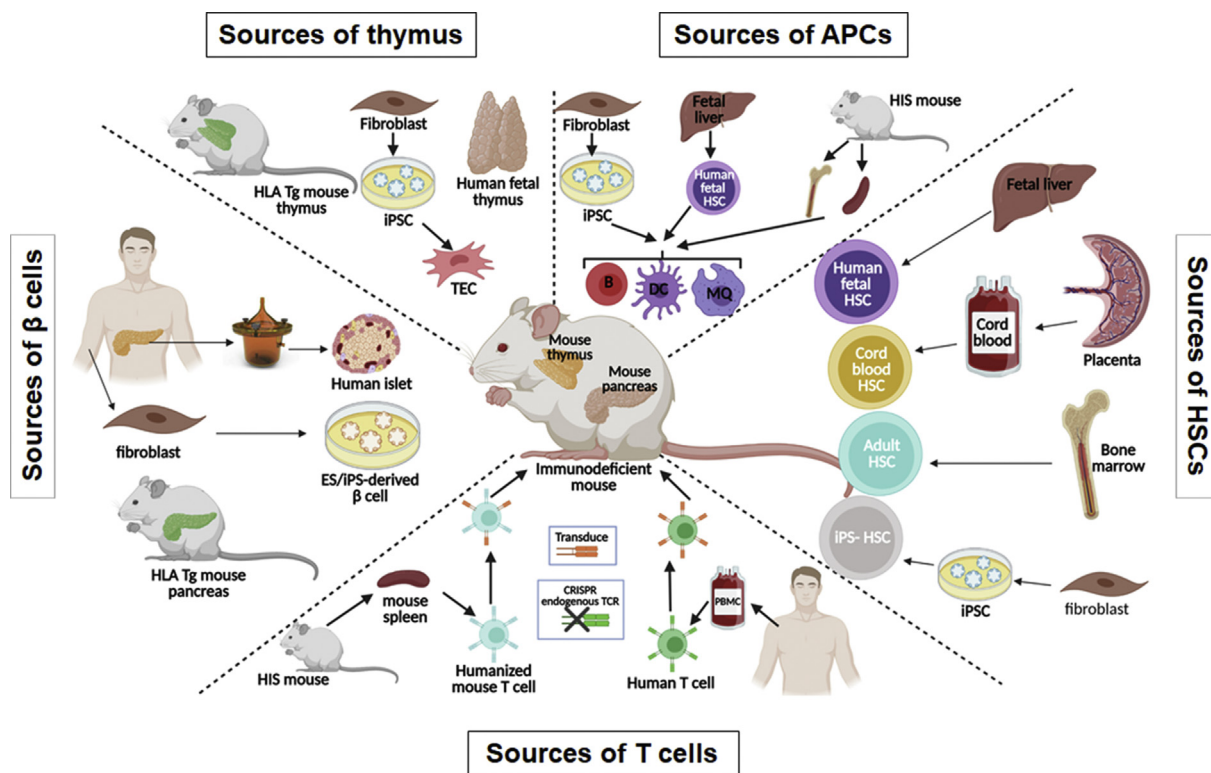 Sources of thymus
Sources of APCs
Fibroblast
HLA Tg mouse
thymus
iPSC
Human fetal
thymus
TEC
Fibroblast
iPSC
Fetal
liver
Human
fetal
HSC
HIS mouse
B
DC
MQ
Sources of β cells
Human islet
fibroblast
ES/iPS-derived
β cell
HLA Tg mouse
pancreas
Mouse
thymus
Mouse
pancreas
Immunodeficient
mouse
Sources of HSCs
Fetal liver
Human
fetal
HSC
Cord
blood
Placenta
Cord
blood
HSC
Adult
HSC
Bone
marrow
iPS- HSC
iPSC
fibroblast
HIS mouse
mouse
spleen
Humanized
mouse T cell
Transduce
CRISPR
endogenous TCR
PBMC
Human T cell
Sources of T cells